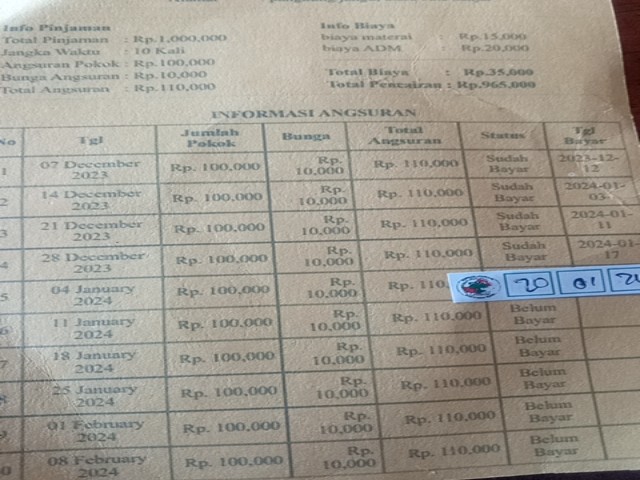 Info Pinjaman
Total Pinjaman : Rp.1,000,000
Jangka Waktu : 10 Kali
Angsuran Pokok : Rp.100,000
Bunga Angsuran : Rp.10,000
Total Angsuran : Rp.110,000
Info Biaya
biaya materai : Rp.15,000
biaya ADM. : Rp.20,000
Total Biaya : Rp.35,000
Total Pencairan : Rp.965,000
INFORMASI ANGSURAN
No Tgl Jumlah Pokok Bunga Total Angsuran Status Tgl Bayar
1 07 December 2023 Rp. 100,000 Rp. 10,000 Rp. 110,000 Sudah Bayar 2023-12-12
2 14 December 2023 Rp. 100,000 Rp. 10,000 Rp. 110,000 Sudah Bayar 2024-01-03
3 21 December 2023 Rp. 100,000 Rp. 10,000 Rp. 110,000 Sudah Bayar 2024-01-11
4 28 December 2023 Rp. 100,000 Rp. 10,000 Rp. 110,000 Sudah Bayar 2024-01-17
5 04 January 2024 Rp. 100,000 Rp. 10,000 Rp. 110, 20 01
6 11 January 2024 Rp. 100,000 Rp. 10,000 Rp. 110,000 Belum Bayar
7 18 January 2024 Rp. 100,000 Rp. 10,000 Rp. 110,000 Belum Bayar
8 25 January 2024 Rp. 100,000 Rp. 10,000 Rp. 110,000 Belum Bayar
9 01 February 2024 Rp. 100,000 Rp. 10,000 Rp. 110,000 Belum Bayar
0 08 February 2024 Rp. 100,000 Rp. 10,000 Rp. 110,000 Belum Bayar